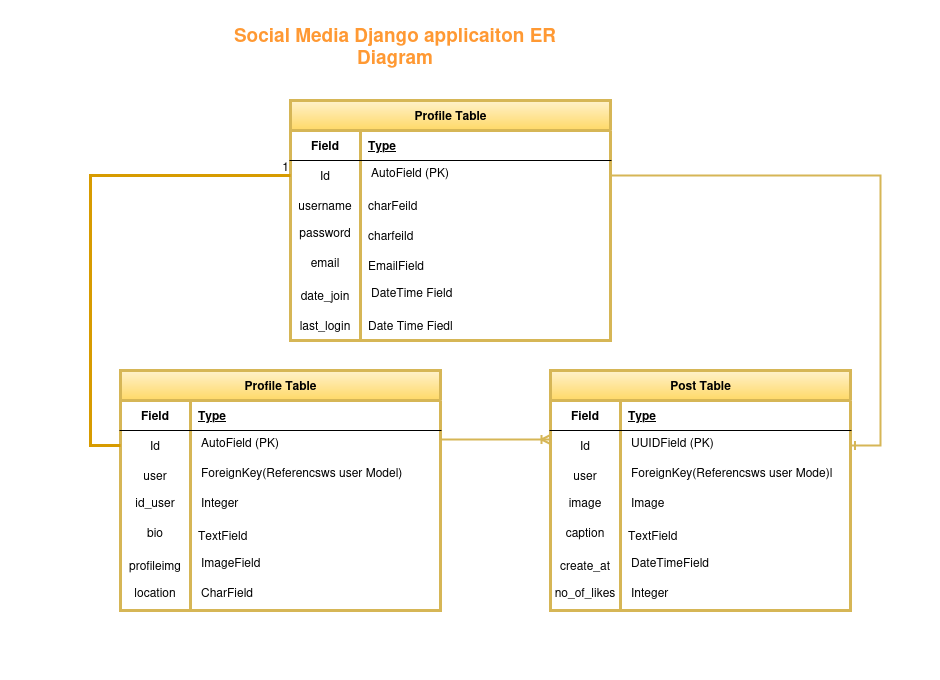 Social Media Django applicaiton ER
Diagram
Profile Table
Field Type
1
Id AutoField (PK)
username charFeild
password charfeild
email EmailField
date_join DateTime Field
last_login Date Time Fiedl
Profile Table
Field Type
Id AutoField (PK)
user ForeignKey(Referencsws user Model)
id_user Integer
bio TextField
profileimg ImageField
location CharField
Post Table
Field Type
Id UUIDField (PK)
user ForeignKey(Referencsws user Mode)l
image Image
caption TextField
create_at DateTimeField
no_of_likes Integer